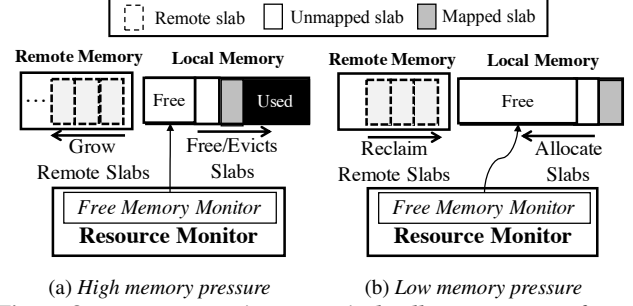 Remote slab Unmapped slab Mapped slab
Remote Memory Local Memory Remote Memory Local Memory
... Free Used Free
Grow Free/Evicts Reclaim Allocate
Remote Slabs Slabs Remote Slabs Slabs
Free Memory Monitor Free Memory Monitor
Resource Monitor Resource Monitor
(a) High memory pressure (b) Low memory pressure